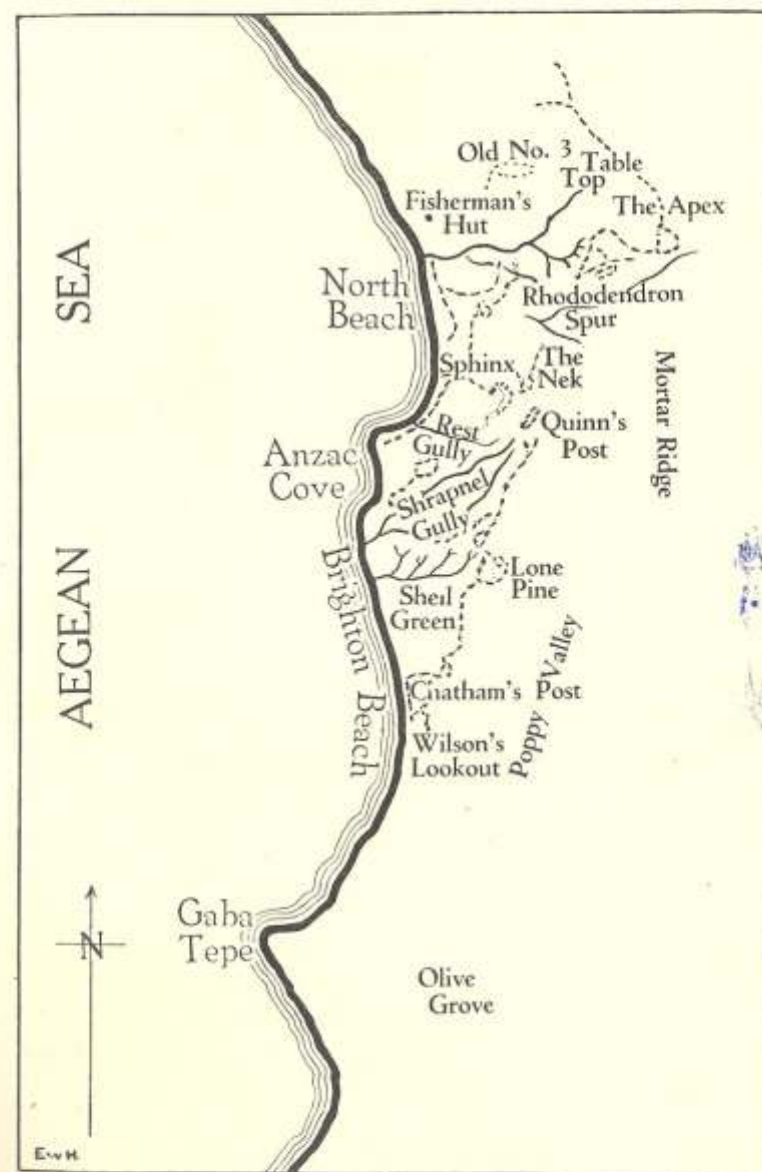 Old No. 3
Table
Top
Fisherman's
Hut
The Apex
SEA
North
Beach
Rhododendron
Spur
Sphinx
The
Nek
Mortar Ridge
Rest
Gully
Quinn's
Post
Anzac
Cove
Shrapnel
Gully
AEGEAN
Brighton
Beach
Lone
Pine
Shell
Green
Poppy Valley
Chatham's Post
Wilson's
Lookout
Gaba
Tepe
N
Olive
Grove
EWH